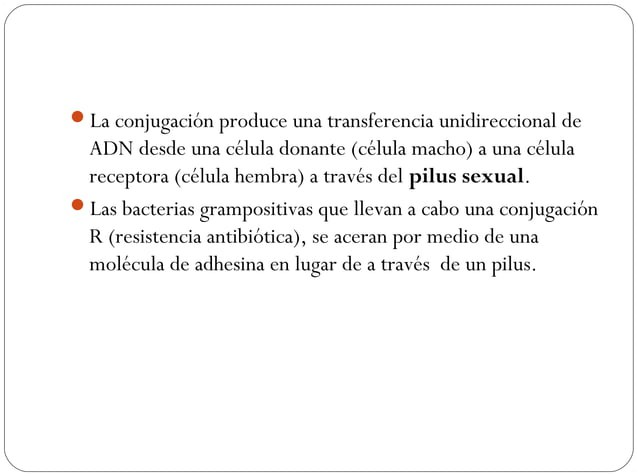 La conjugación produce una transferencia unidireccional de
ADN desde una célula donante (célula macho) a una célula
receptora (célula hembra) a través del pilus sexual.
Las bacterias grampositivas que llevan a cabo una conjugación
R (resistencia antibiótica), se aceran por medio de una
molécula de adhesina en lugar de a través  de un pilus.